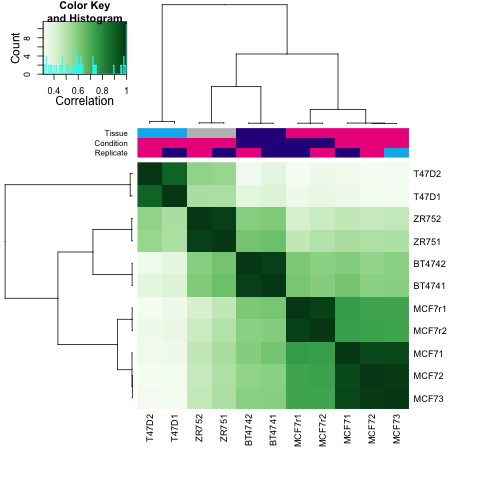 Color Key
and Histogram
Count
0
4
8
0.4
0.6
0.8
1
Correlation
Tissue
Condition
Replicate
T47D2
T47D1
ZR752
ZR751
BT4742
BT4741
MCF7r1
MCF7r2
MCF71
MCF72
MCF73
T47D2
T47D1
ZR752
ZR751
BT4742
BT4741
MCF7r1
MCF7r2
MCF71
MCF72
MCF73